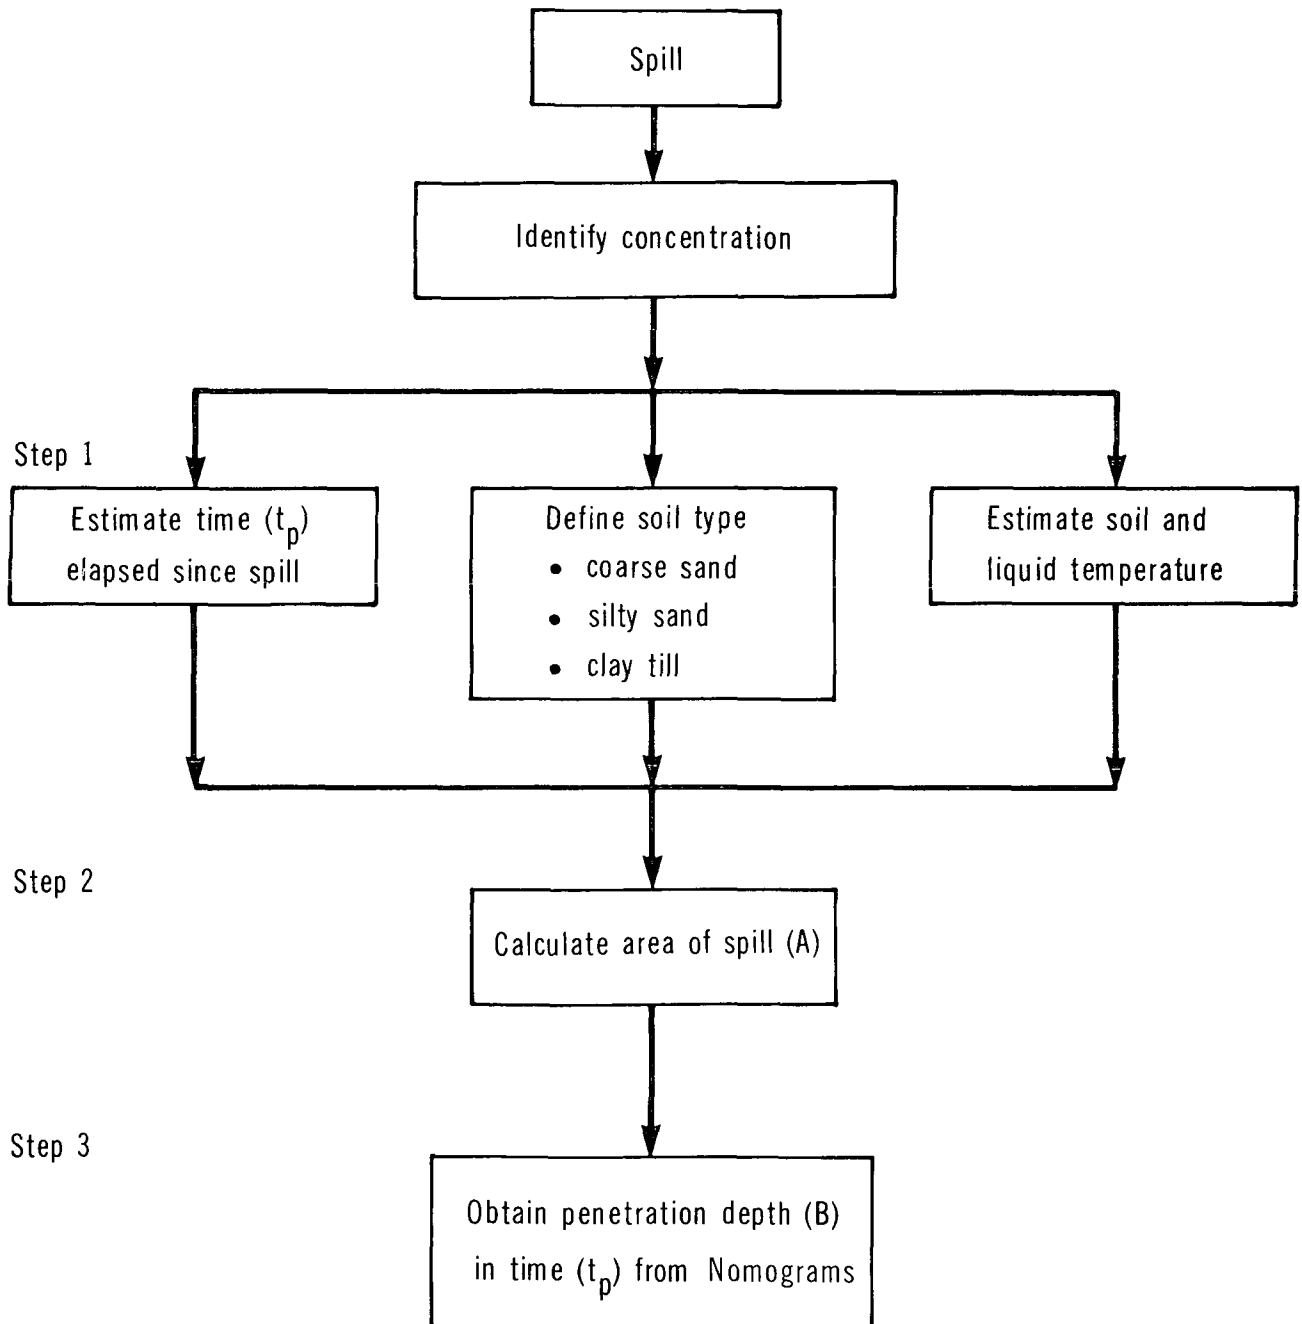 Spill
Identify concentration
Step 1
Estimate time (tp)
elapsed since spill
Define soil type
• coarse sand
• silty sand
• clay till
Estimate soil and
liquid temperature
Step 2
Calculate area of spill (A)
Step 3
Obtain penetration depth (B)
in time (tp) from Nomograms